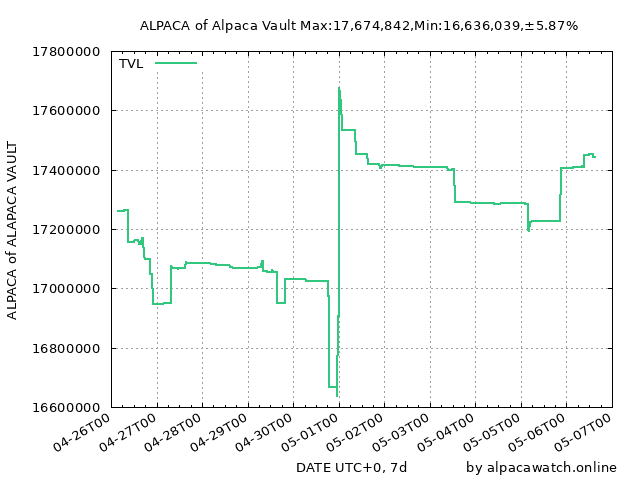 ALPACA of Alpaca Vault Max:17,674,842,Min:16,636,039,±5.87%
17800000
TVL
17600000
17400000
17200000
17000000
16800000
16600000
ALPACA of ALAPACA VAULT
04-26T00
04-27T00
04-28T00
04-29T00
04-30T00
05-01T00
05-02T00
05-03T00
05-04T00
05-05T00
05-06T00
05-07T00
DATE UTC+0, 7d
by alpacawatch.online